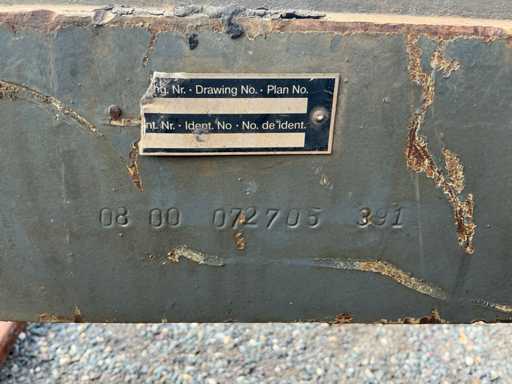 ng. Nr. · Drawing No. · Plan No.
nt. Nr. · Ident. No · No. de ident.
08 00 072705 391